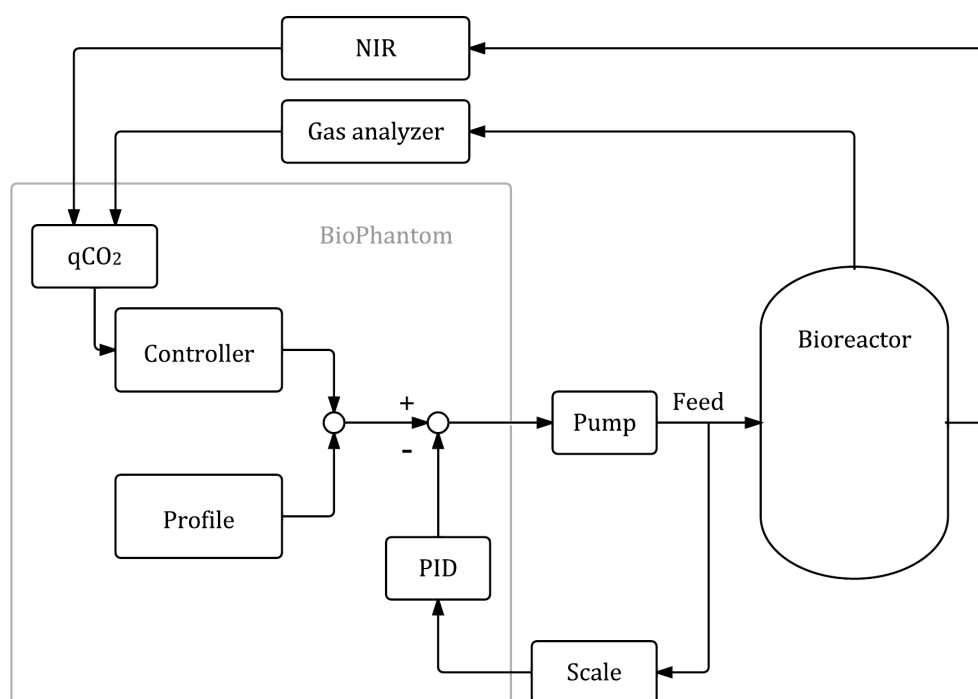 NIR
Gas analyzer
BioPhantom
qCO₂
Controller
Bioreactor
+
Feed
Pump
-
Profile
PID
Scale